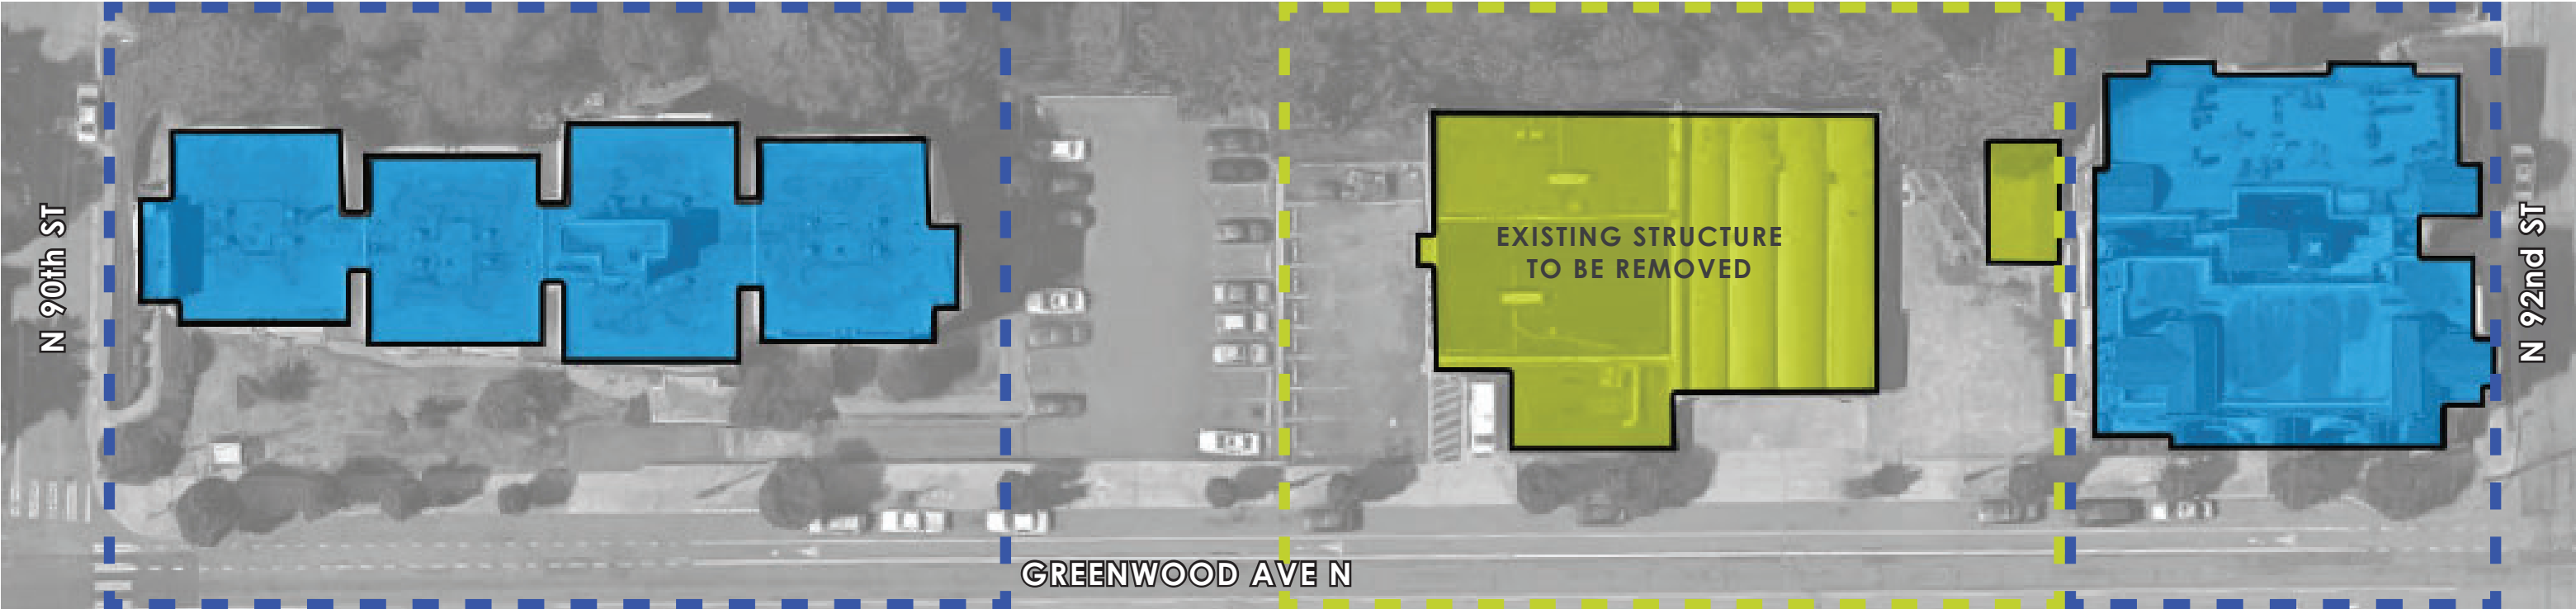 N 90th ST
EXISTING STRUCTURE
TO BE REMOVED
N 92nd ST
GREENWOOD AVE N